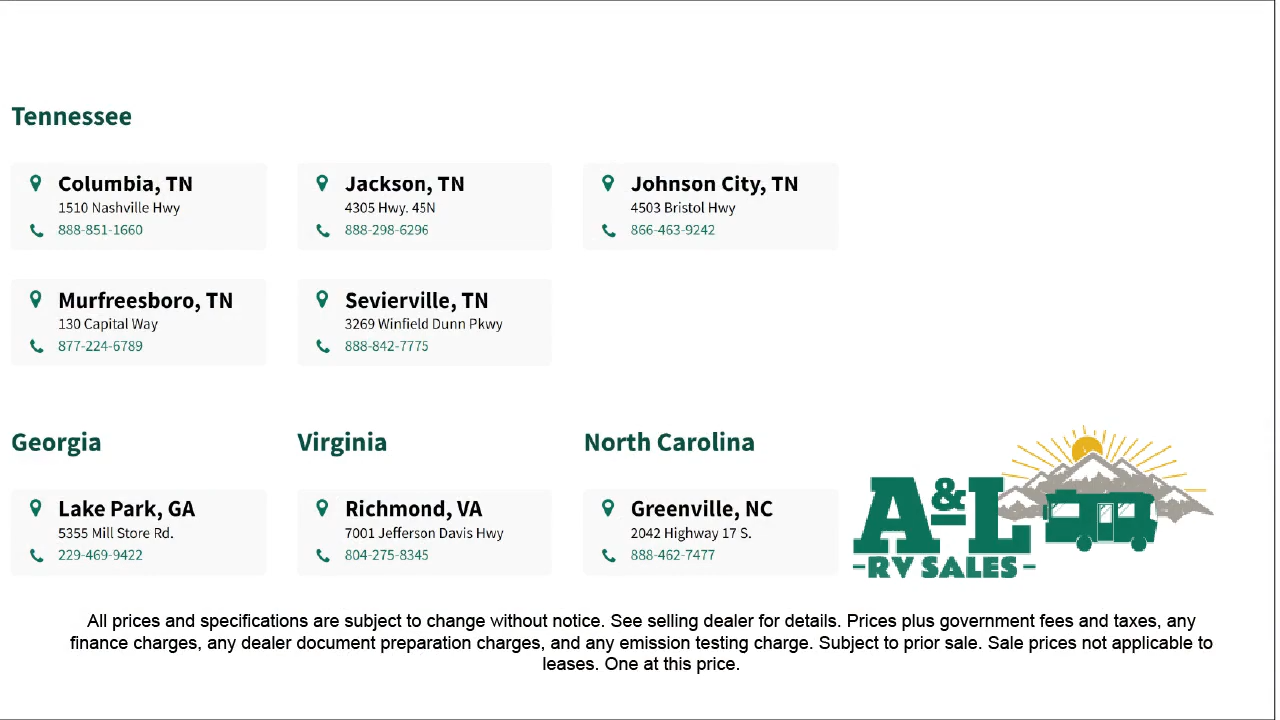 Tennessee
Columbia, TN
1510 Nashville Hwy
888-851-1660
Jackson, TN
4305 Hwy. 45N
888-298-6296
Johnson City, TN
4503 Bristol Hwy
866-463-9242
Murfreesboro, TN
130 Capital Way
877-224-6789
Sevierville, TN
3269 Winfield Dunn Pkwy
888-842-7775
Georgia
Lake Park, GA
5355 Mill Store Rd.
229-469-9422
Virginia
Richmond, VA
7001 Jefferson Davis Hwy
804-275-8345
North Carolina
Greenville, NC
2042 Highway 17 S.
888-462-7477
A&L
-RV SALES-
All prices and specifications are subject to change without notice. See selling dealer for details. Prices plus government fees and taxes, any
finance charges, any dealer document preparation charges, and any emission testing charge. Subject to prior sale. Sale prices not applicable to
leases. One at this price.